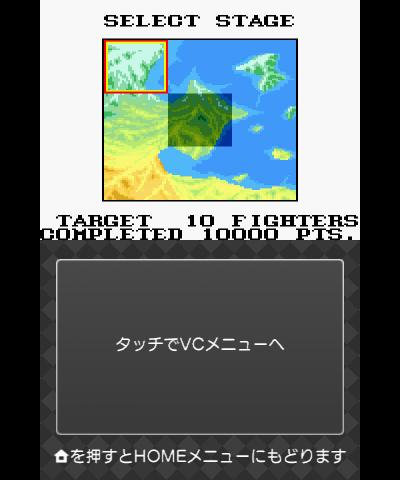 SELECT STAGE
TARGET 10 FIGHTERS
COMPLETED 10000 PTS.
タッチでVCメニューへ
を押すとHOMEメニューにもどります